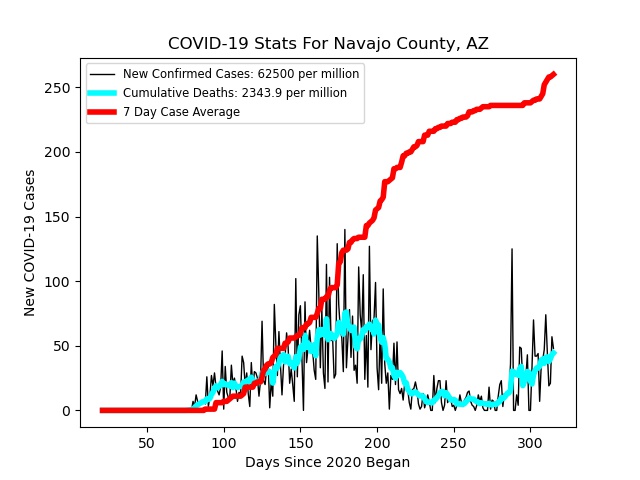 COVID-19 Stats For Navajo County, AZ
New Confirmed Cases: 62500 per million
Cumulative Deaths: 2343.9 per million
7 Day Case Average
New COVID-19 Cases
250
200
150
100
50
0
50 100 150 200 250 300
Days Since 2020 Began